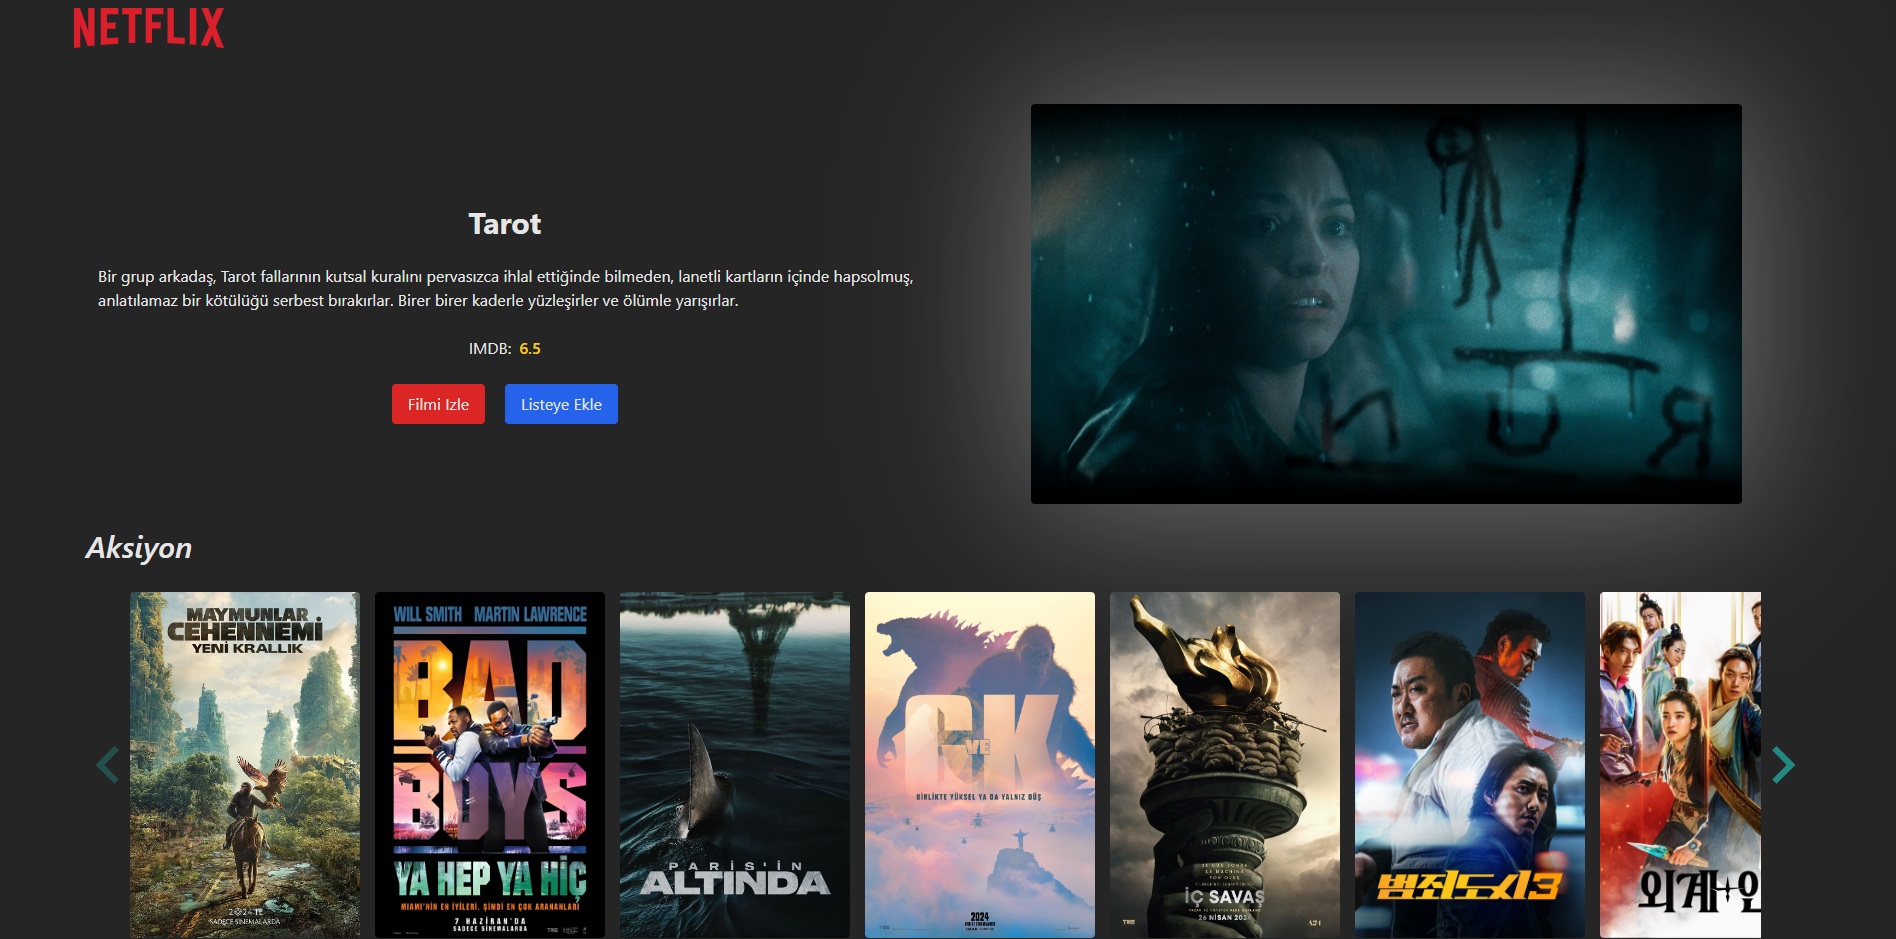 NETFLIX
Tarot
Bir grup arkadaş, Tarot fallarının kutsal kuralını pervasızca ihlal ettiğinde bilmeden, lanetli kartların içinde hapsolmuş,
anlatılamaz bir kötülüğü serbest bırakırlar. Birer birer kaderle yüzleşirler ve ölümle yarışırlar.
IMDB: 6.5
Filmi Izle
Listeye Ekle
Aksiyon
MAYMUNLAR
CEHENNEMİ
YENİ KRALLIK
2024'TE
SADECE SİNEMALARDA
WILL SMITH MARTIN LAWRENCE
BAD
BOYS
YA HEP YA HİÇ
MIAMI'NİN EN İYİLERİ. ŞİMDİ EN ÇOK ARANANLARI
7 HAZİRAN'DA
SADECE SİNEMALARDA
PARİS'İN
ALTINDA
G VE K
BİRLİKTE YÜKSEL YA DA YALNIZ DÜŞ
2024
İÇ SAVAŞ
26 NİSAN 2024
A24
범죄도시3
외계+인